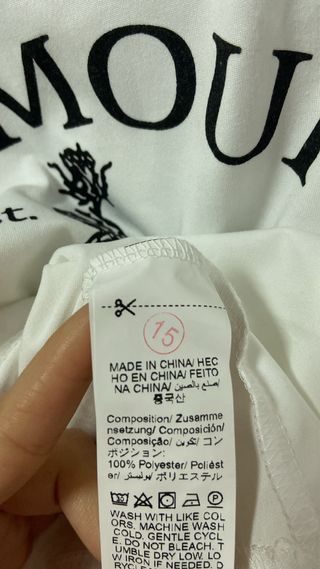 MOU
t.
15
MADE IN CHINA/ HEC
HO EN CHINA/ FEITO
NA CHINA/ صنع بالصين/
중국산
Composition/ Zusamme
nsetzung/ Composición/
Composição/ تكوين/ コン
ポジション:
100% Polyester/ Poliést
er/ بوليستر/ ポリエステル
WASH WITH LIKE COL
ORS. MACHINE WASH
COLD. GENTLE CYCL
E. DO NOT BLEACH. T
UMBLE DRY LOW. LO
W IRON IF NEEDED. D